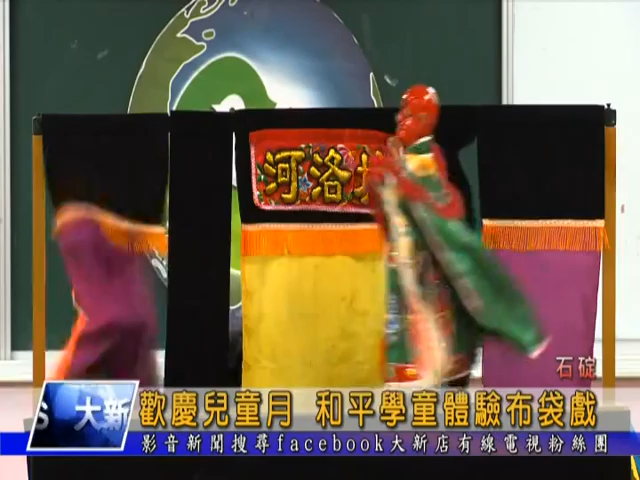 河洛坊
石碇
S 大新
歡慶兒童月 和平學童體驗布袋戲
影音新聞搜尋facebook大新店有線電視粉絲團